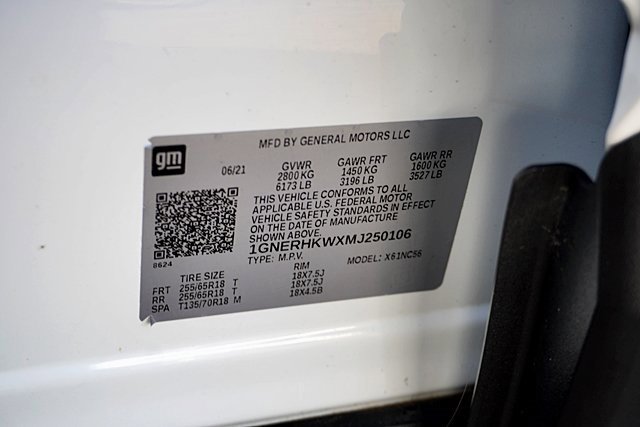 MFD BY GENERAL MOTORS LLC
gm
06/21 GVWR GAWR FRT GAWR RR
2800 KG 1450 KG 1600 KG
6173 LB 3196 LB 3527 LB
THIS VEHICLE CONFORMS TO ALL
APPLICABLE U.S. FEDERAL MOTOR
VEHICLE SAFETY STANDARDS IN EFFECT
ON THE DATE OF MANUFACTURE
SHOWN ABOVE.
1GNERHKWXMJ250106
8624
TYPE: M.P.V. MODEL: X61NC56
TIRE SIZE RIM
FRT 255/65R18 T 18X7.5J
RR 255/65R18 T 18X7.5J
SPA T135/70R18 M 18X4.5B